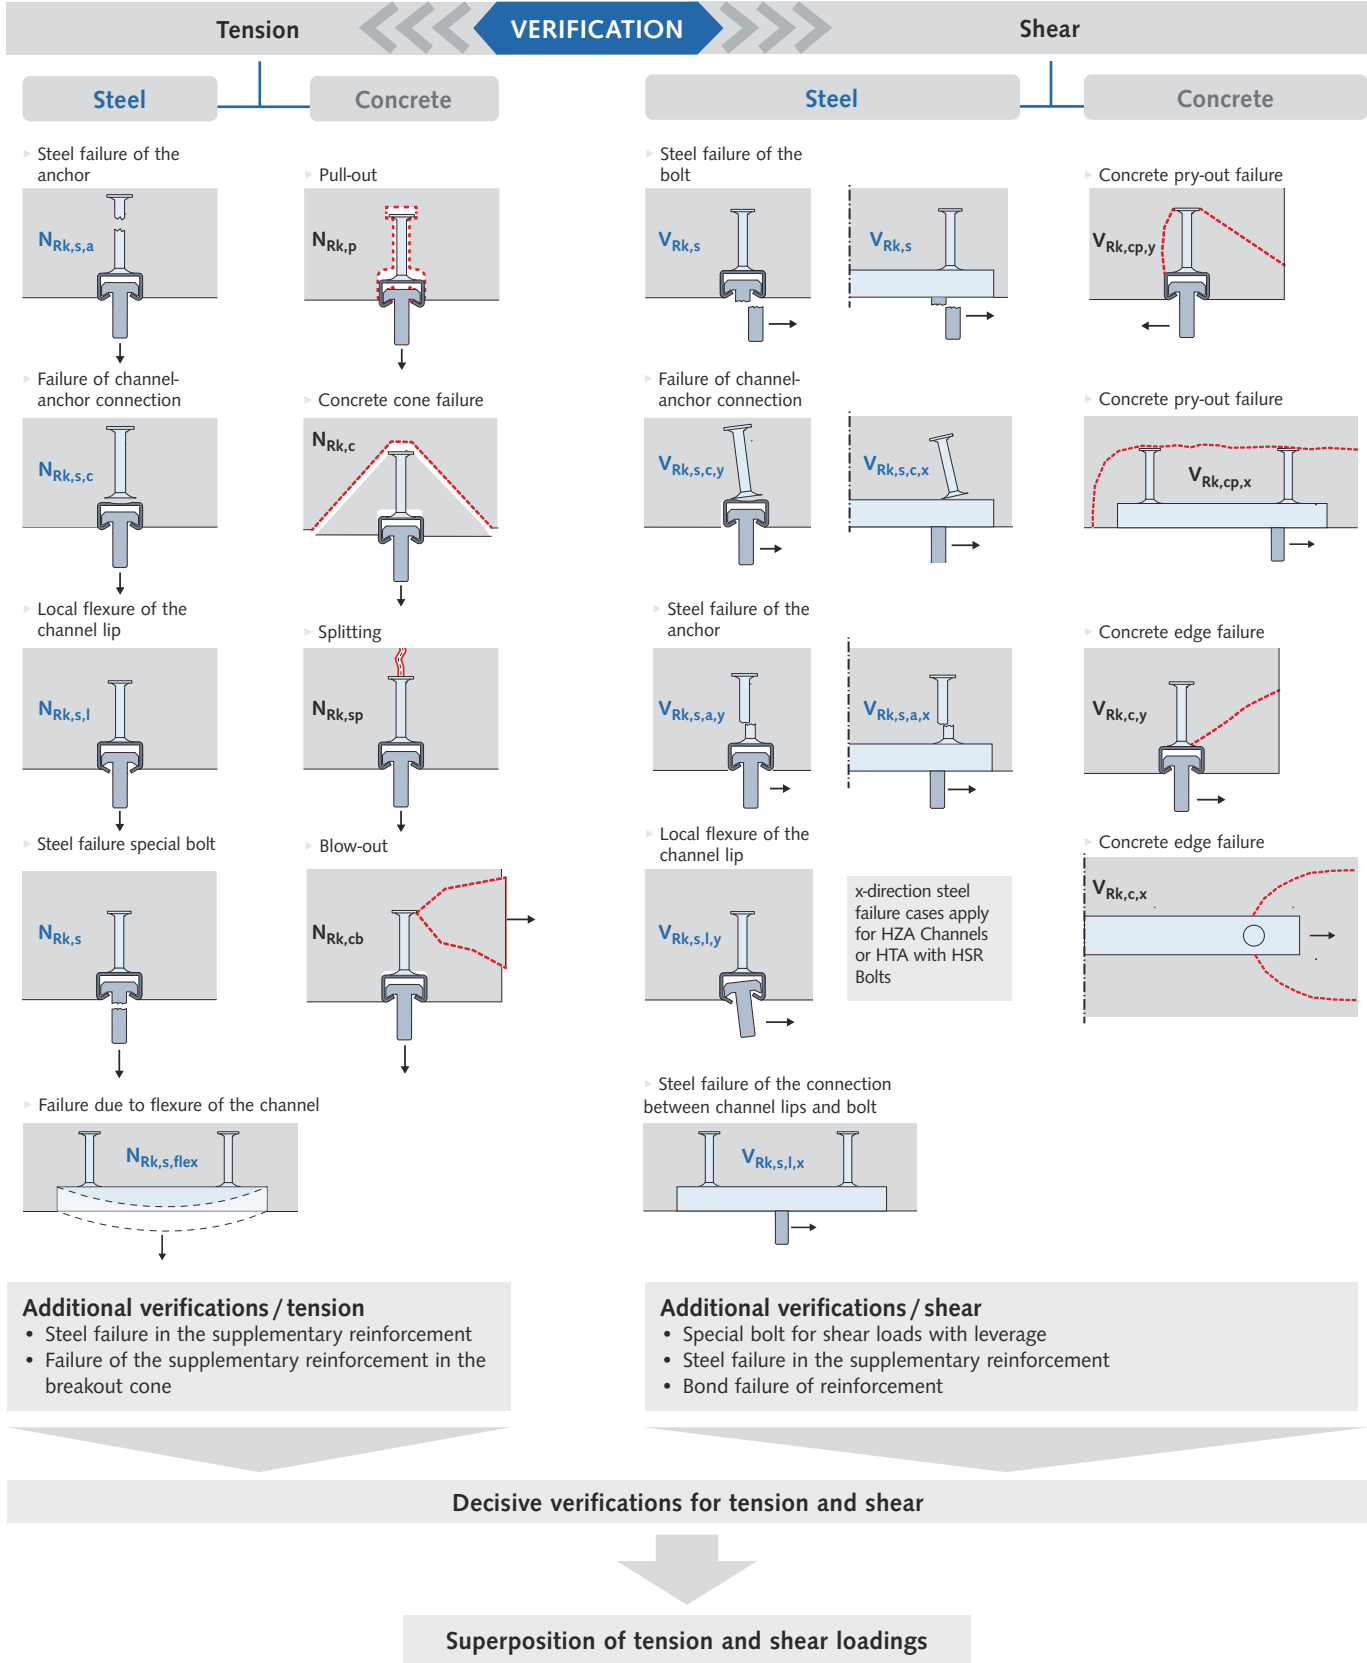 Tension
VERIFICATION
Shear
Steel
Concrete
Steel
Concrete
Steel failure of the
anchor
NRk,s,a
Failure of channel-
anchor connection
NRk,s,c
Local flexure of the
channel lip
NRk,s,l
Steel failure special bolt
NRk,s
Failure due to flexure of the channel
NRk,s,flex
Pull-out
NRk,p
Concrete cone failure
NRk,c
Splitting
NRk,sp
Blow-out
NRk,cb
Steel failure of the
bolt
VRk,s
VRk,s
Failure of channel-
anchor connection
VRk,s,c,y
VRk,s,c,x
Steel failure of the
anchor
VRk,s,a,y
VRk,s,a,x
Local flexure of the
channel lip
VRk,s,l,y
x-direction steel
failure cases apply
for HZA Channels
or HTA with HSR
Bolts
Steel failure of the connection
between channel lips and bolt
VRk,s,l,x
Concrete pry-out failure
VRk,cp,y
Concrete pry-out failure
VRk,cp,x
Concrete edge failure
VRk,c,y
Concrete edge failure
VRk,c,x
Additional verifications / tension
• Steel failure in the supplementary reinforcement
• Failure of the supplementary reinforcement in the
breakout cone
Additional verifications / shear
• Special bolt for shear loads with leverage
• Steel failure in the supplementary reinforcement
• Bond failure of reinforcement
Decisive verifications for tension and shear
Superposition of tension and shear loadings